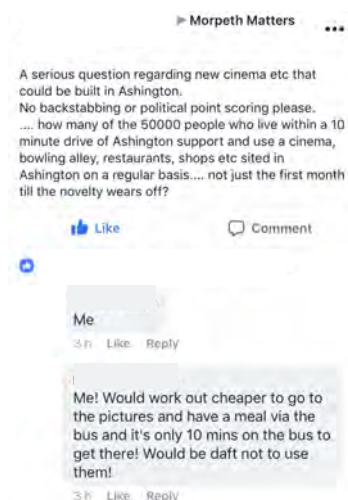 Morpeth Matters
A serious question regarding new cinema etc that
could be built in Ashington.
No backstabbing or political point scoring please.
.... how many of the 50000 people who live within a 10
minute drive of Ashington support and use a cinema,
bowling alley, restaurants, shops etc sited in
Ashington on a regular basis.... not just the first month
till the novelty wears off?
Like Comment
Me
3 h Like Reply
Me! Would work out cheaper to go to
the pictures and have a meal via the
bus and it's only 10 mins on the bus to
get there! Would be daft not to use
them!
3 h Like Reply